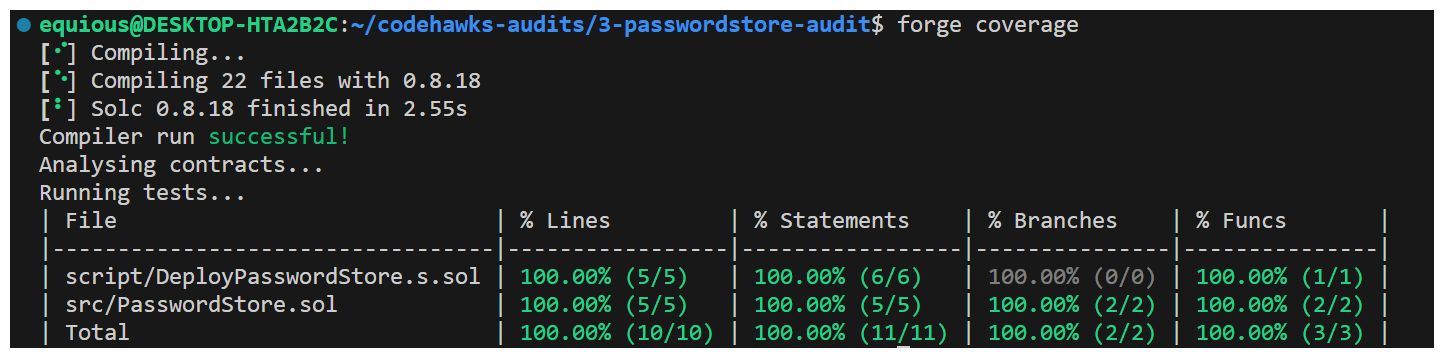 equious@DESKTOP-HTA2B2C:~/codehawks-audits/3-passwordstore-audit$ forge coverage
[⠊] Compiling...
[⠑] Compiling 22 files with 0.8.18
[⠃] Solc 0.8.18 finished in 2.55s
Compiler run successful!
Analysing contracts...
Running tests...
| File                            | % Lines         | % Statements    | % Branches    | % Funcs       |
|---------------------------------|-----------------|-----------------|---------------|---------------|
| script/DeployPasswordStore.s.sol | 100.00% (5/5)   | 100.00% (6/6)   | 100.00% (0/0) | 100.00% (1/1) |
| src/PasswordStore.sol           | 100.00% (5/5)   | 100.00% (5/5)   | 100.00% (2/2) | 100.00% (2/2) |
| Total                           | 100.00% (10/10) | 100.00% (11/11) | 100.00% (2/2) | 100.00% (3/3) |